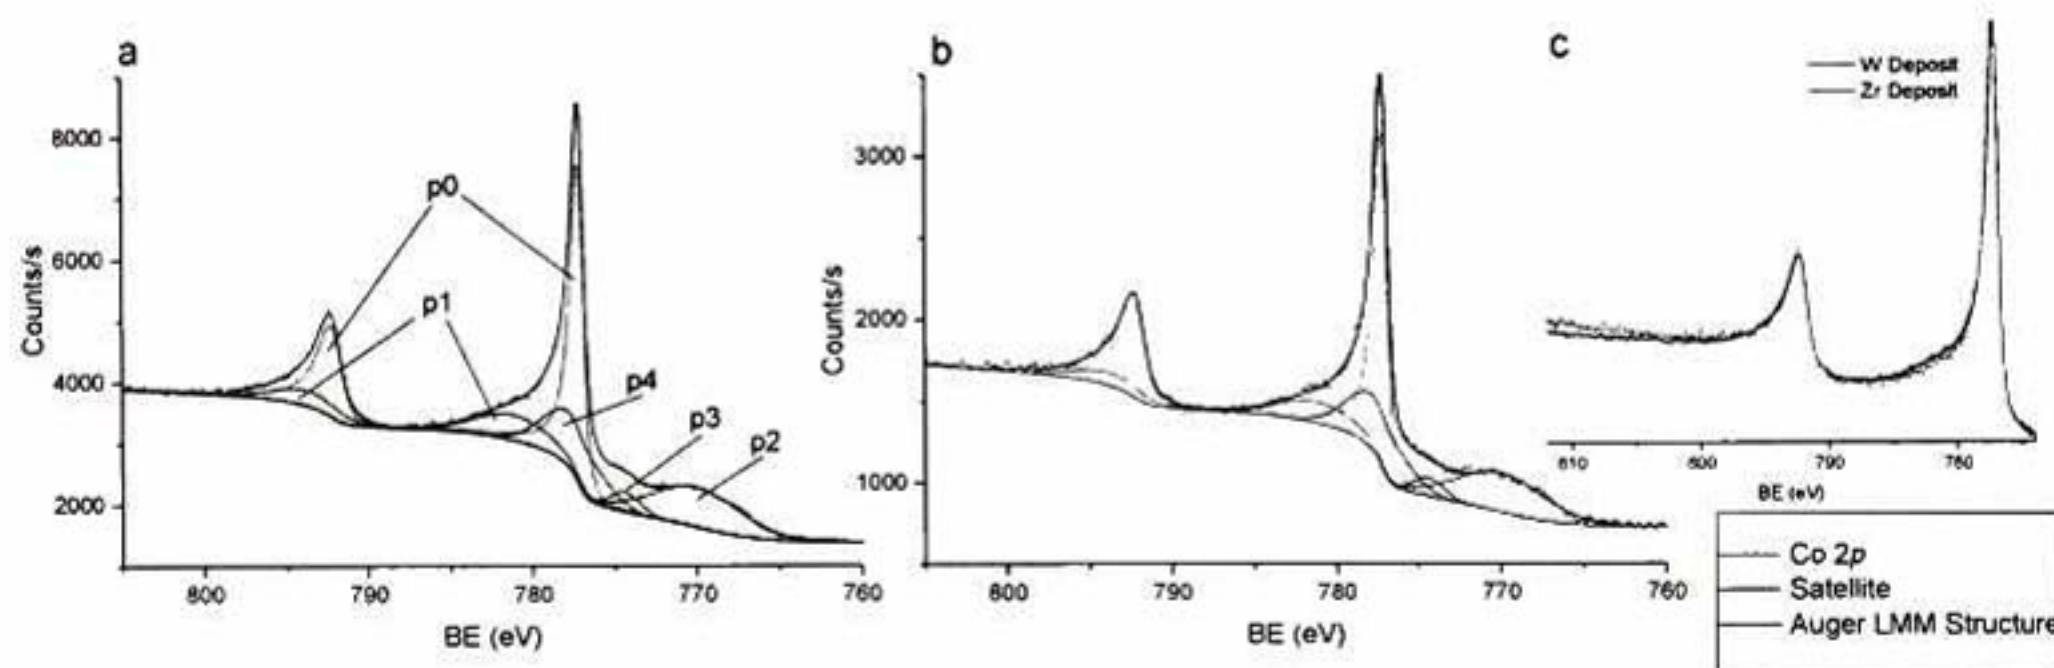 a
8000
6000
4000
2000
Counts/s
p0
p1
p4
p3
p2
800
790
780
770
760
BE (eV)
b
3000
2000
1000
Counts/s
800
790
780
770
760
BE (eV)
c
W Deposit
Zr Deposit
810
800
790
780
BE (eV)
Co 2p
Satellite
Auger LMM Structure